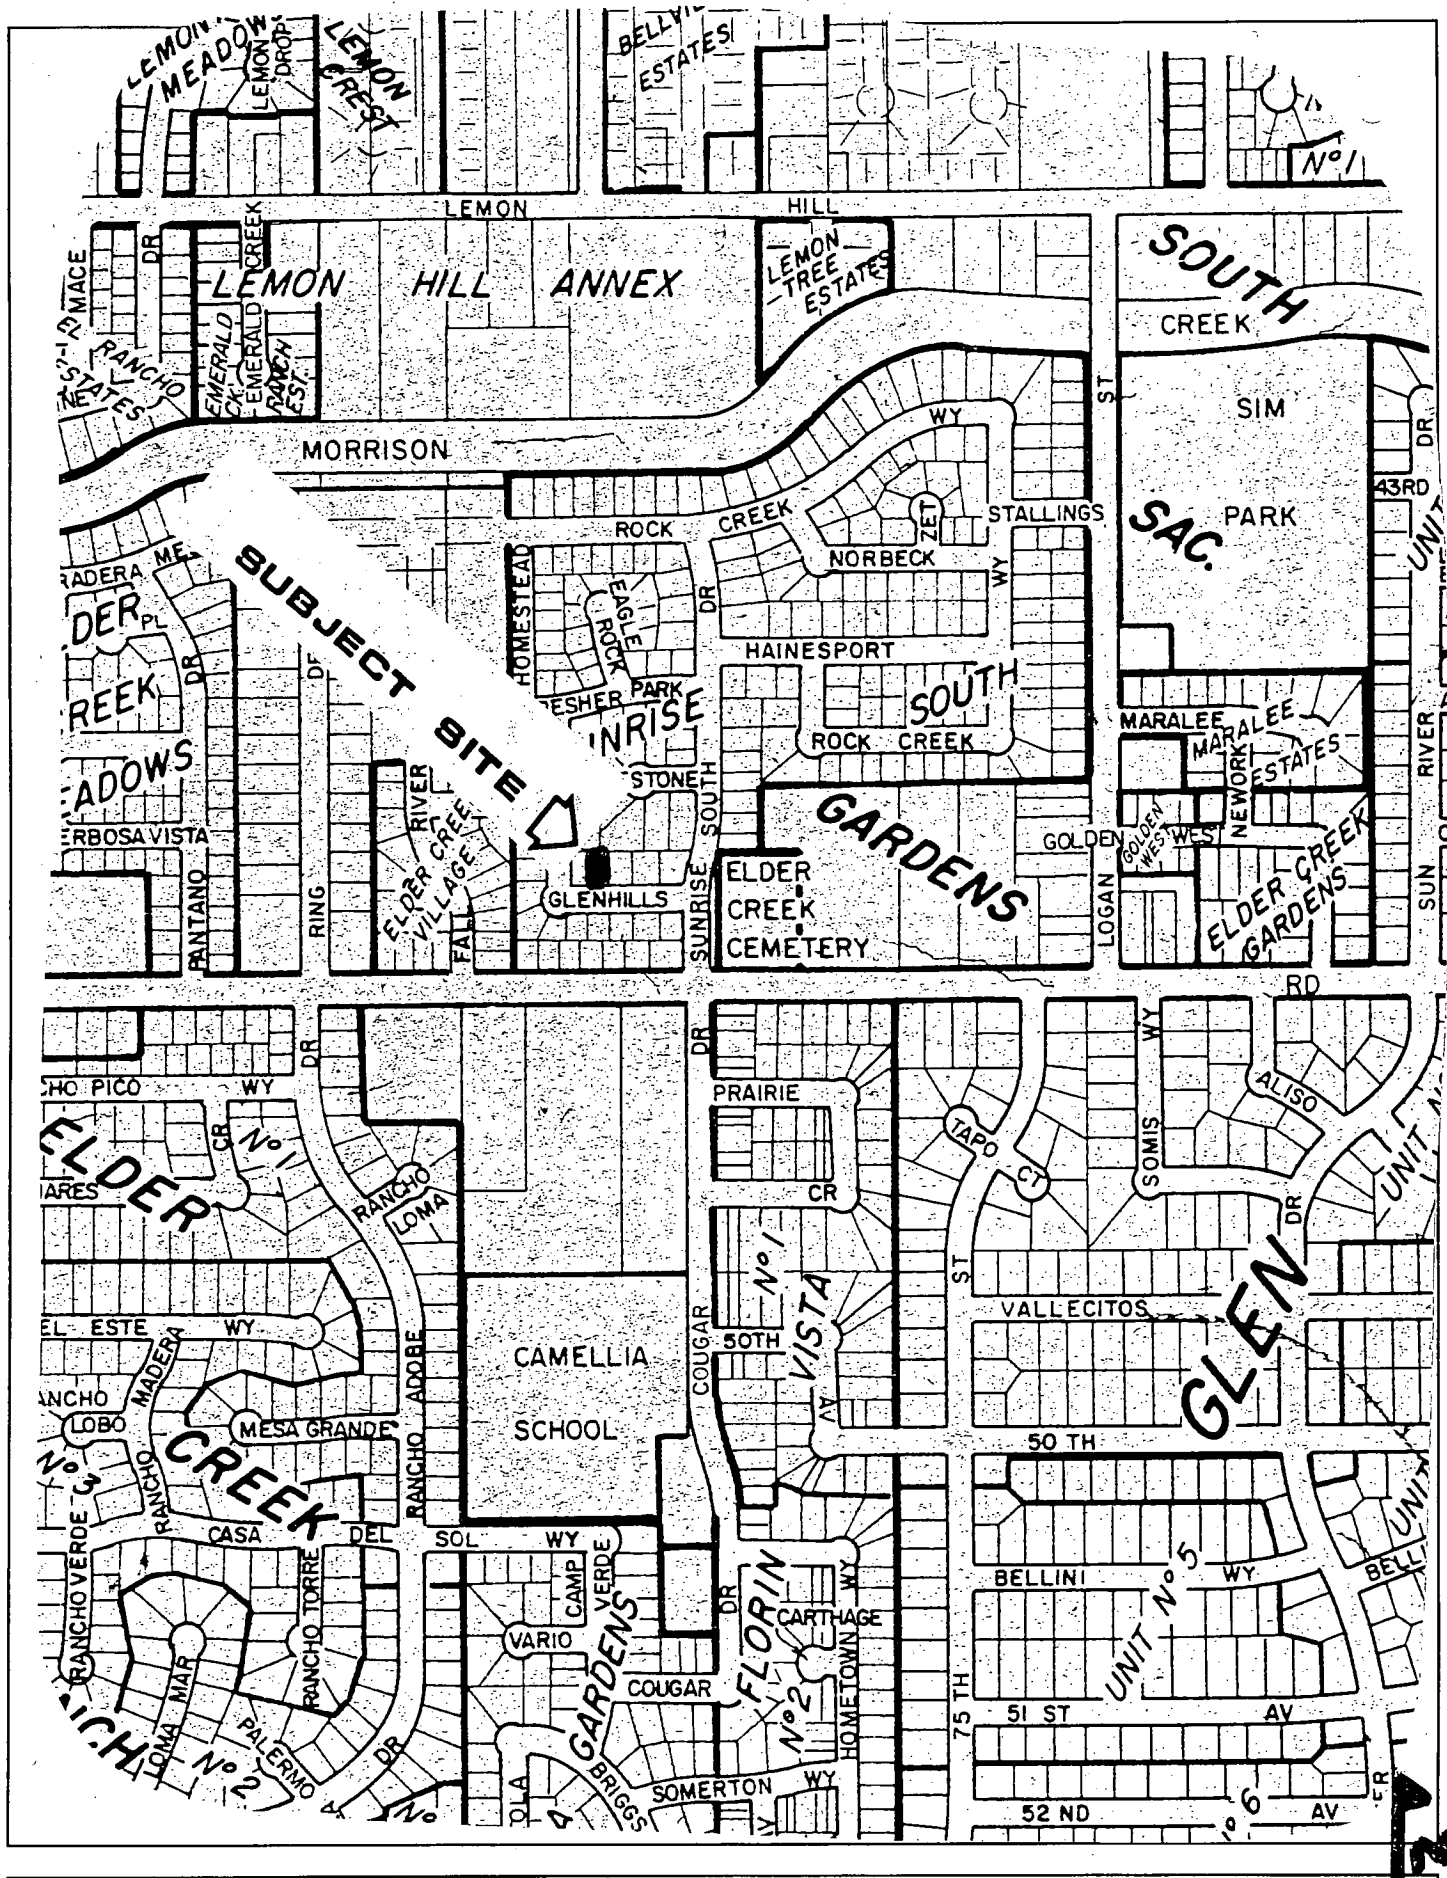 LEMON
MEADOWS
LEMON
DROP
LEMON
CREST
ESTATES
Nº 1
LEMON
HILL
MACE
DR
CREEK
LEMON HILL ANNEX
LEMON
TREE
ESTATES
SOUTH
CREEK
RANCHO
EMERALD
CK.
EMERALD
RANCH
EST.
MORRISON
WY
ST
SIM
PARK
DR
43RD
UNIT
ROCK
CREEK
ZET
STALLINGS
SAC.
NORBECK
SUBJECT SITE
PL
DR
HOMESTEAD
EAGLE
ROCK
DR
WY
HAINESPORT
PARK
SOUTH
ROCK CREEK
MARALEE
MARALEE
ESTATES
RIVER
STONE
SOUTH
RIVER
ELDER CREEK
VILLAGE
GARDENS
GOLDEN
GOLDEN
WEST
WEST
NEWORK
ELDER CREEK
GARDENS
PANTANO
RING
FALL
GLENHILLS
SUNRISE
ELDER
CREEK
CEMETERY
LOGAN
SUN
RD
DR
DR
PICO
WY
CR
Nº 1
PRAIRIE
WY
ALISO
TAPO
CT
SOMIS
UNIT
ELDER
RANCHO
LOMA
CR
DR
Nº 1
VISTA
ST
GLEN
VALLECITOS
ESTE
WY
MADERA
RANCHO
ADOBE
CAMELLIA
SCHOOL
COUGAR
50TH
AV
LOBO
MESA GRANDE
CREEK
50 TH
Nº 3
RANCHO
RANCHO VERDE
CASA
DEL
SOL
WY
UNIT
RANCHO TORRE
CAMP
VERDE
DR
WY
BELLINI
WY
UNIT Nº 5
VARIO
GARDENS
FLORIN
Nº 2
CARTHAGE
HOMETOWN
COUGAR
LOMA MAR
Nº 2
PALERMO
DR
75 TH
51 ST
AV
BRIGGS
SOMERTON
WY
52 ND
AV